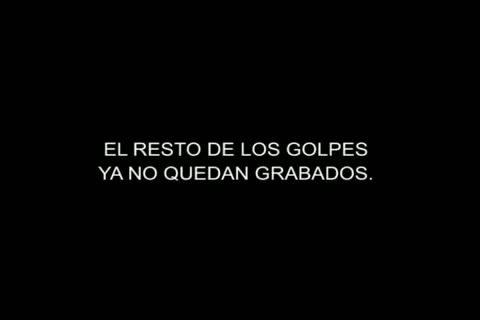 EL RESTO DE LOS GOLPES
YA NO QUEDAN GRABADOS.